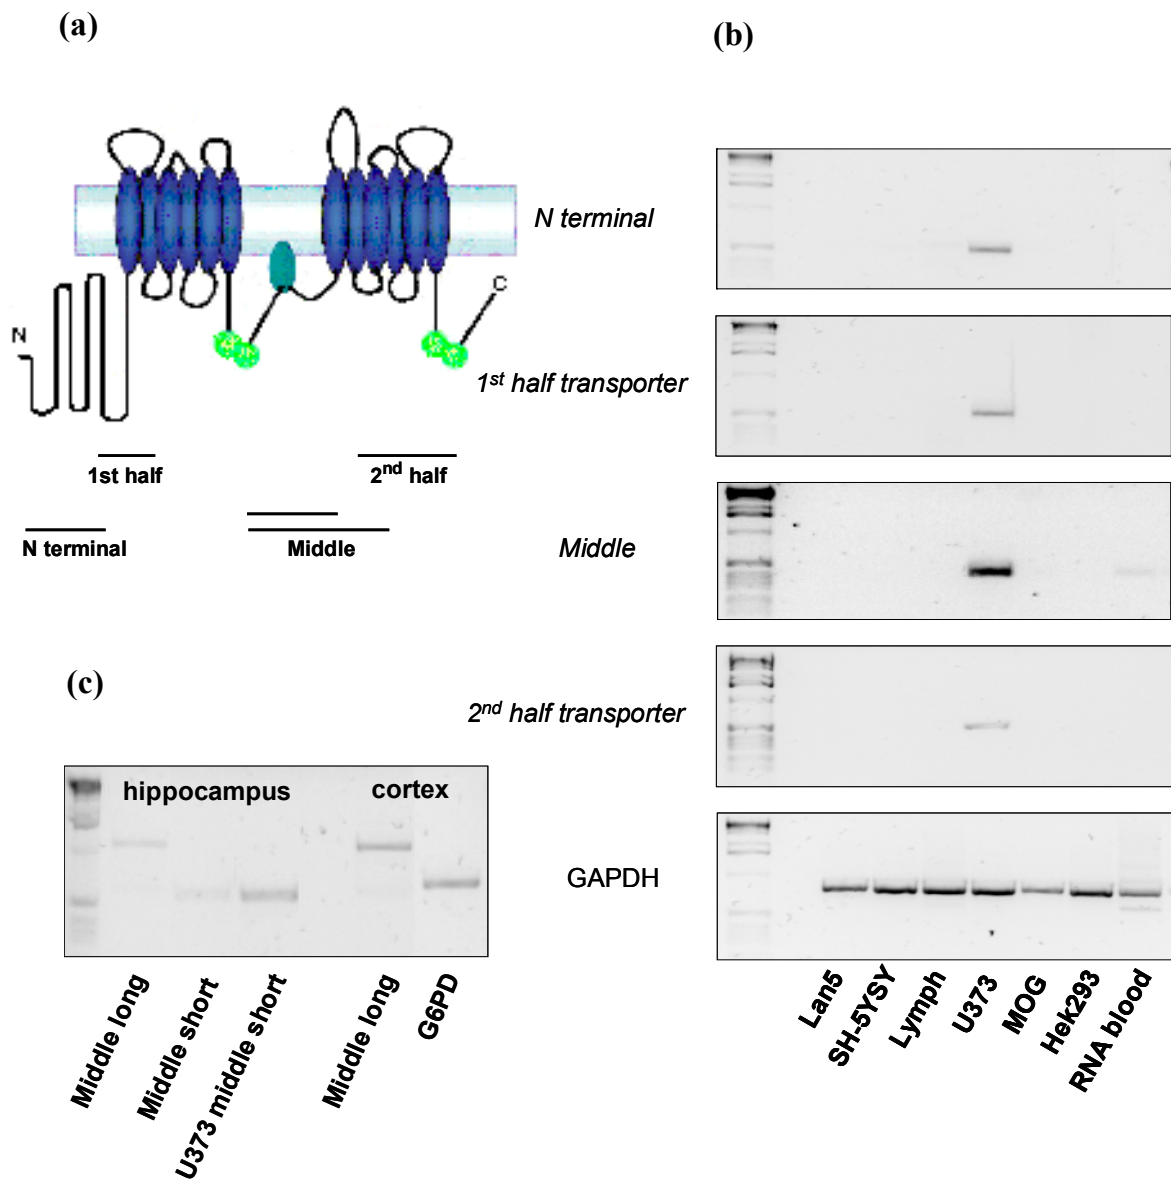 (a)
N
C
1st half
2nd half
N terminal
Middle
(b)
N terminal
1st half transporter
Middle
2nd half transporter
GAPDH
Lan5
SH-5YSY
Lymph
U373
MOG
Hek293
RNA blood
(c)
hippocampus
cortex
Middle long
Middle short
U373 middle short
Middle long
G6PD